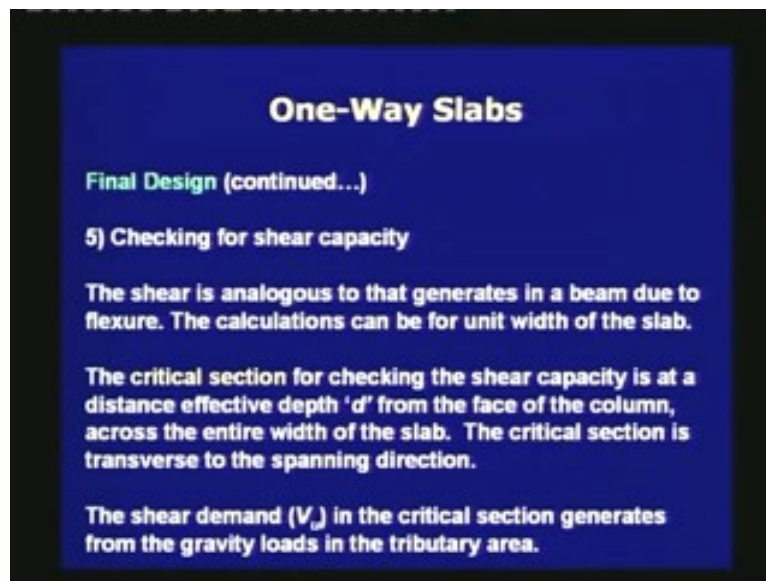 One-Way Slabs
Final Design (continued...)
5) Checking for shear capacity
The shear is analogous to that generates in a beam due to
flexure. The calculations can be for unit width of the slab.
The critical section for checking the shear capacity is at a
distance effective depth ‘d’ from the face of the column,
across the entire width of the slab. The critical section is
transverse to the spanning direction.
The shear demand (Vu) in the critical section generates
from the gravity loads in the tributary area.